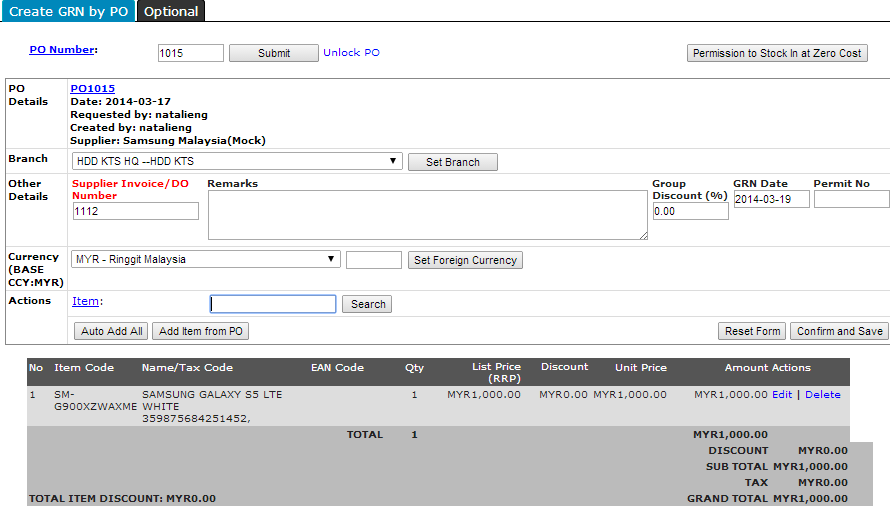 Create GRN by PO Optional
PO Number: 1015 Submit Unlock PO Permission to Stock In at Zero Cost
PO Details PO1015
Date: 2014-03-17
Requested by: natalieng
Created by: natalieng
Supplier: Samsung Malaysia(Mock)
Branch HDD KTS HQ --HDD KTS Set Branch
Other Details Supplier Invoice/DO Number Remarks Group Discount (%) GRN Date Permit No
1112 0.00 2014-03-19
Currency (BASE CCY:MYR) MYR - Ringgit Malaysia Set Foreign Currency
Actions Item: Search
Auto Add All Add Item from PO Reset Form Confirm and Save
No Item Code Name/Tax Code EAN Code Qty List Price (RRP) Discount Unit Price Amount Actions
1 SM- SAMSUNG GALAXY S5 LTE 1 MYR1,000.00 MYR0.00 MYR1,000.00 MYR1,000.00 Edit | Delete
G900XZWAXME WHITE
359875684251452,
TOTAL 1 MYR1,000.00
DISCOUNT MYR0.00
SUB TOTAL MYR1,000.00
TAX MYR0.00
TOTAL ITEM DISCOUNT: MYR0.00 GRAND TOTAL MYR1,000.00